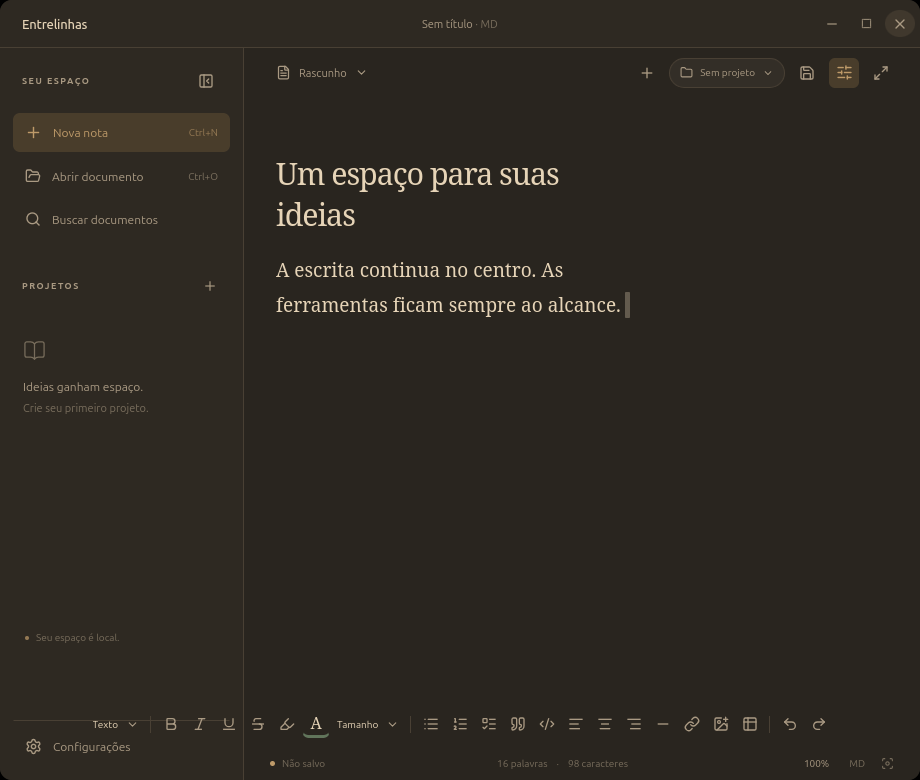 Entrelinhas
Sem título · MD
SEU ESPAÇO
Nova nota Ctrl+N
Abrir documento Ctrl+O
Buscar documentos
PROJETOS
Ideias ganham espaço.
Crie seu primeiro projeto.
Seu espaço é local.
Configurações
Rascunho
Sem projeto
Um espaço para suas
ideias
A escrita continua no centro. As
ferramentas ficam sempre ao alcance.
Texto B I U S A Tamanho
Não salvo
16 palavras · 98 caracteres
100% MD